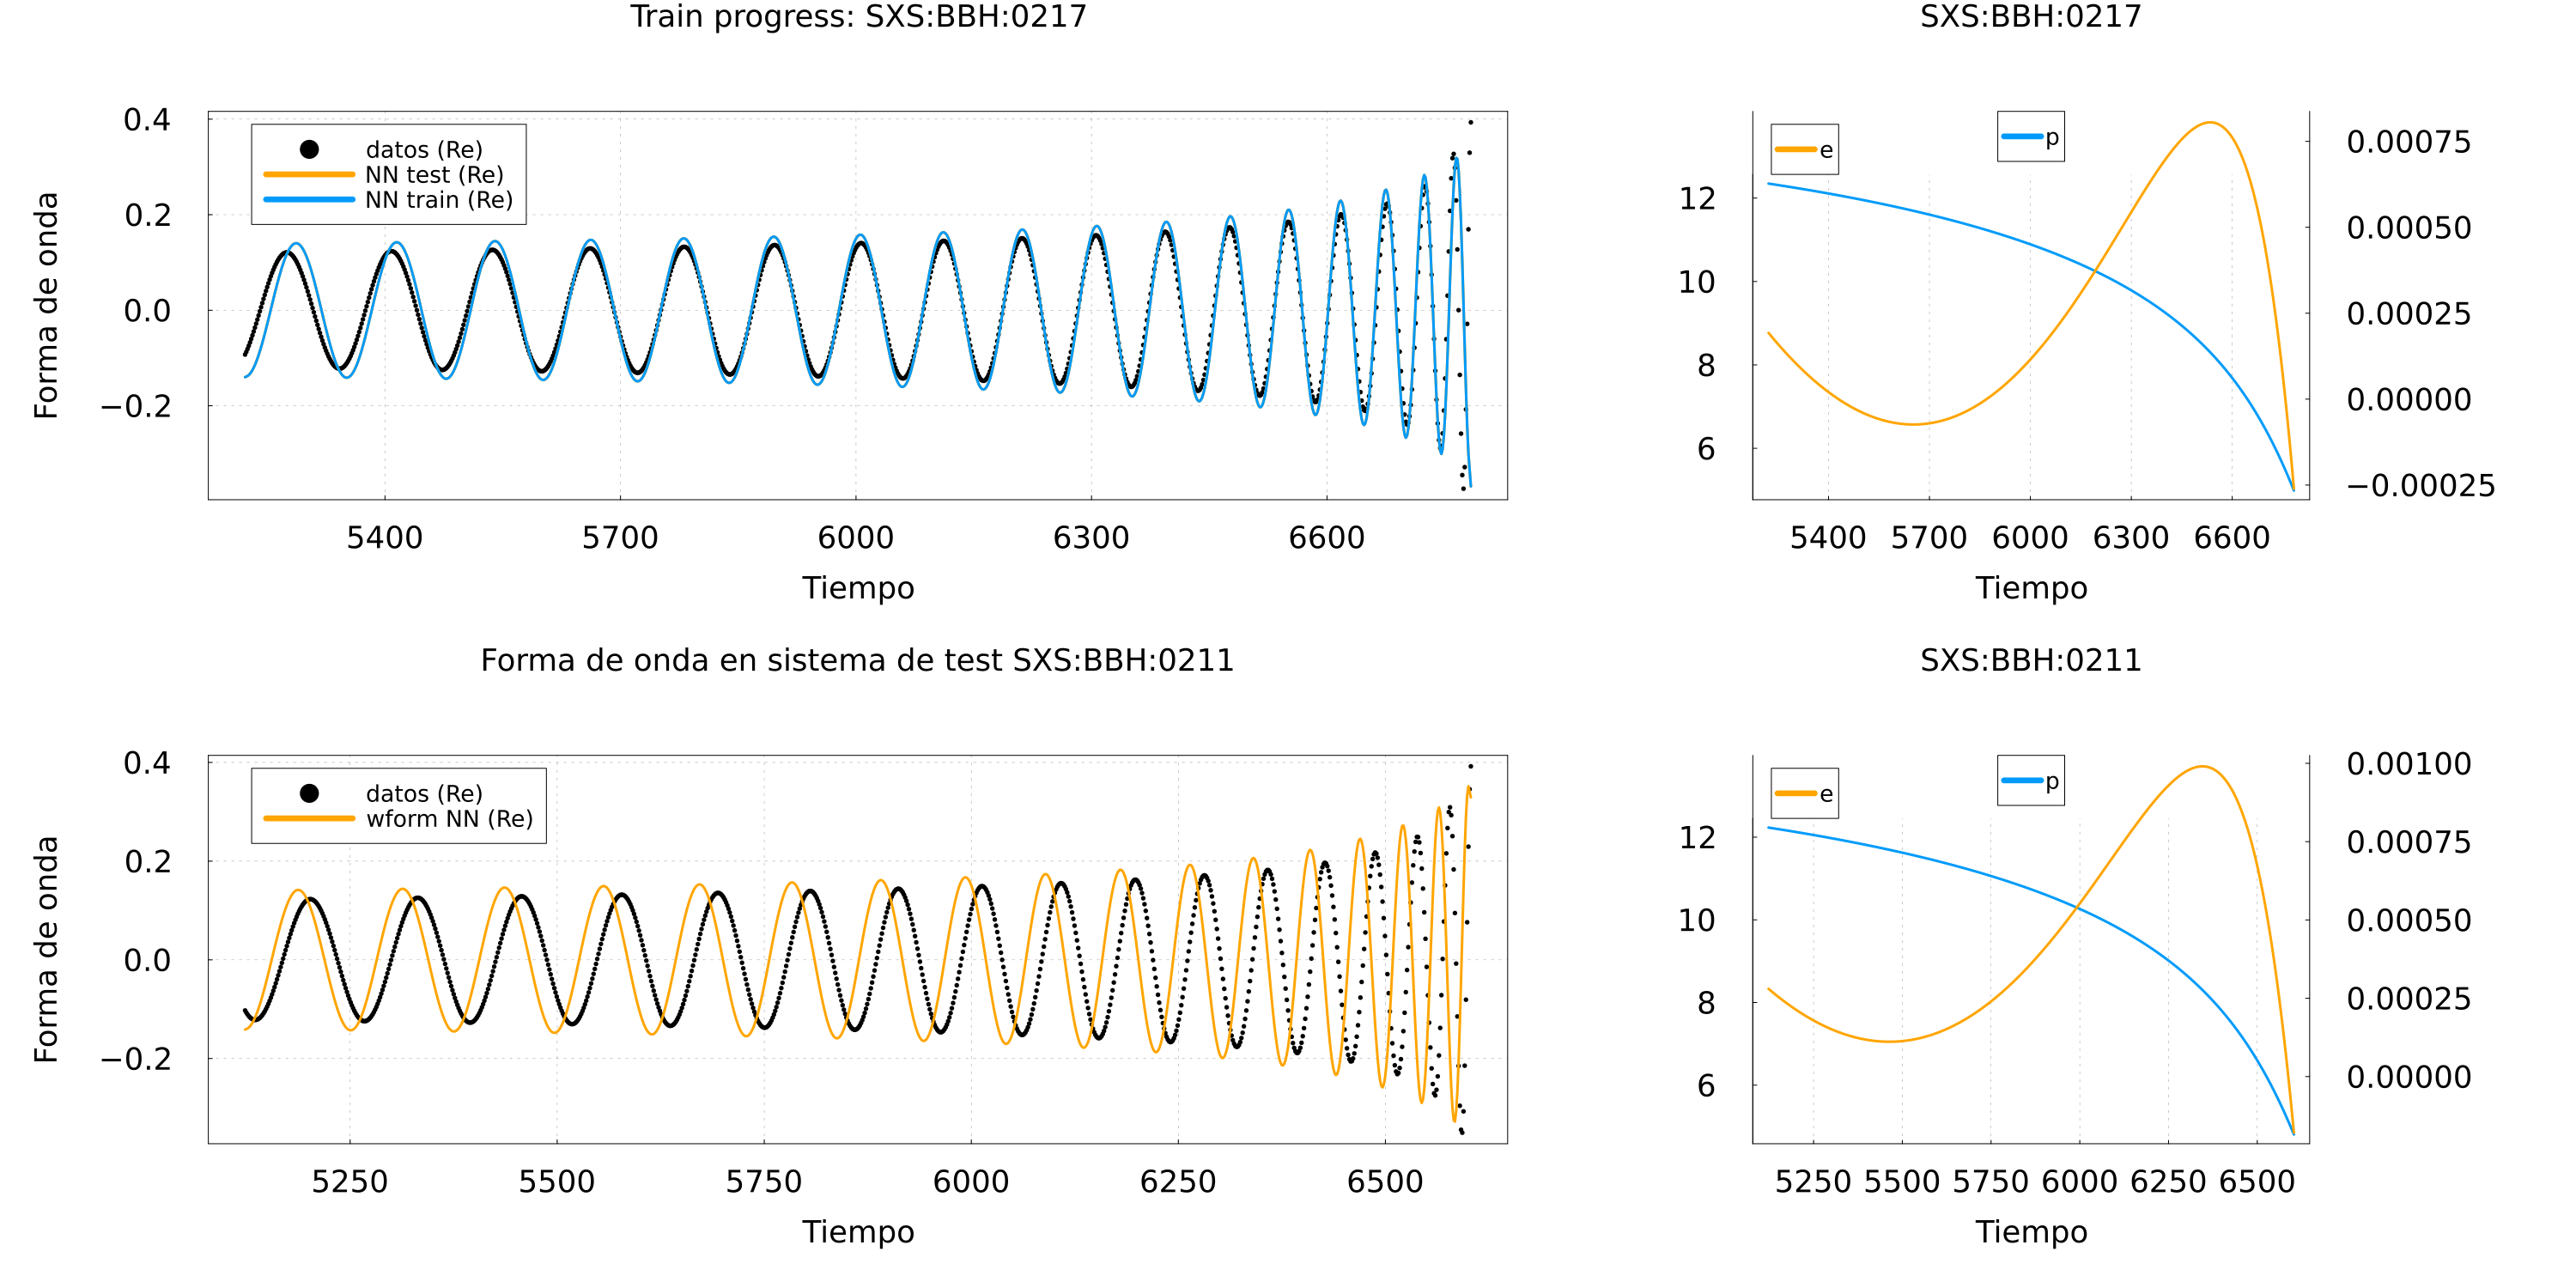 Train progress: SXS:BBH:0217
SXS:BBH:0217
Forma de onda
0.4
0.2
0.0
−0.2
datos (Re)
NN test (Re)
NN train (Re)
5400 5700 6000 6300 6600
Tiempo
e
p
12
10
8
6
0.00075
0.00050
0.00025
0.00000
−0.00025
5400 5700 6000 6300 6600
Tiempo
Forma de onda en sistema de test SXS:BBH:0211
SXS:BBH:0211
Forma de onda
0.4
0.2
0.0
−0.2
datos (Re)
wform NN (Re)
5250 5500 5750 6000 6250 6500
Tiempo
e
p
12
10
8
6
0.00100
0.00075
0.00050
0.00025
0.00000
5250 5500 5750 6000 6250 6500
Tiempo